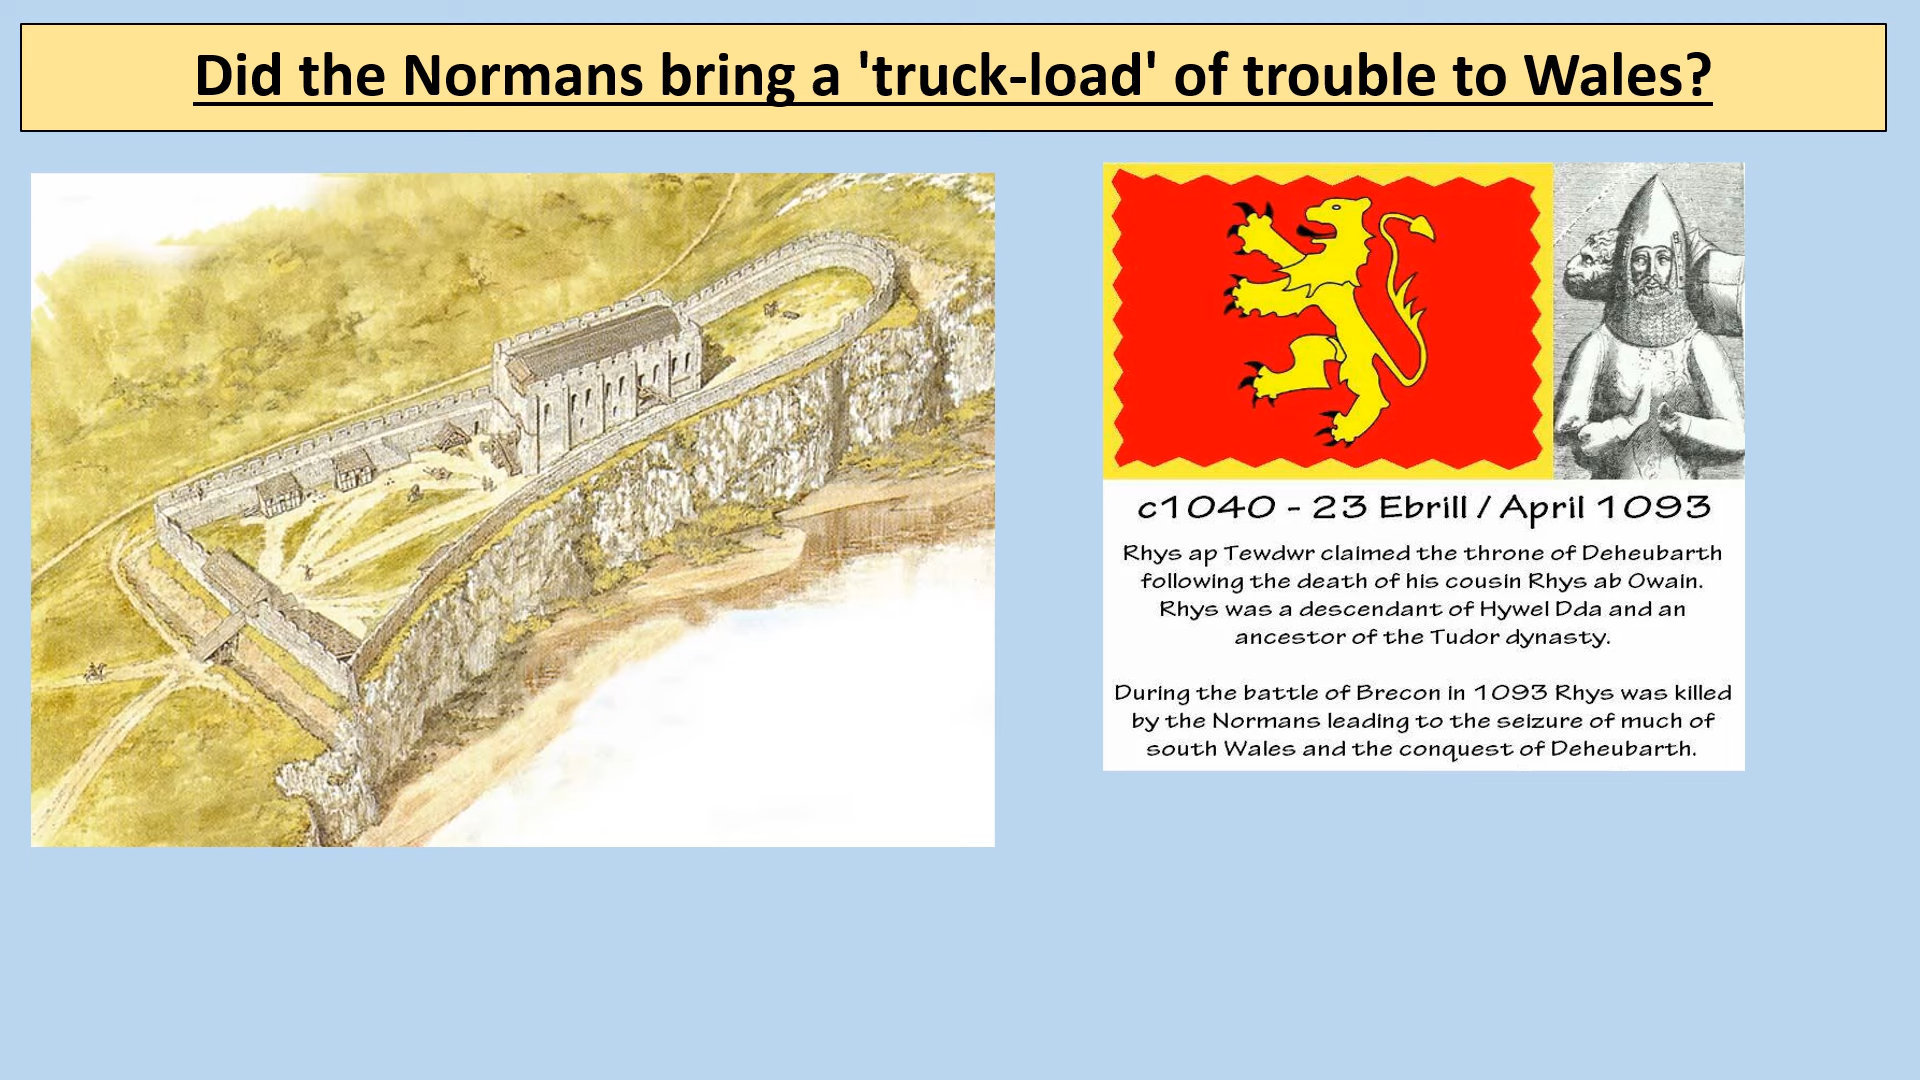 Did the Normans bring a 'truck-load' of trouble to Wales?
c1040 - 23 Ebrill / April 1093
Rhys ap Tewdwr claimed the throne of Deheubarth
following the death of his cousin Rhys ab Owain.
Rhys was a descendant of Hywel Dda and an
ancestor of the Tudor dynasty.
During the battle of Brecon in 1093 Rhys was killed
by the Normans leading to the seizure of much of
south Wales and the conquest of Deheubarth.